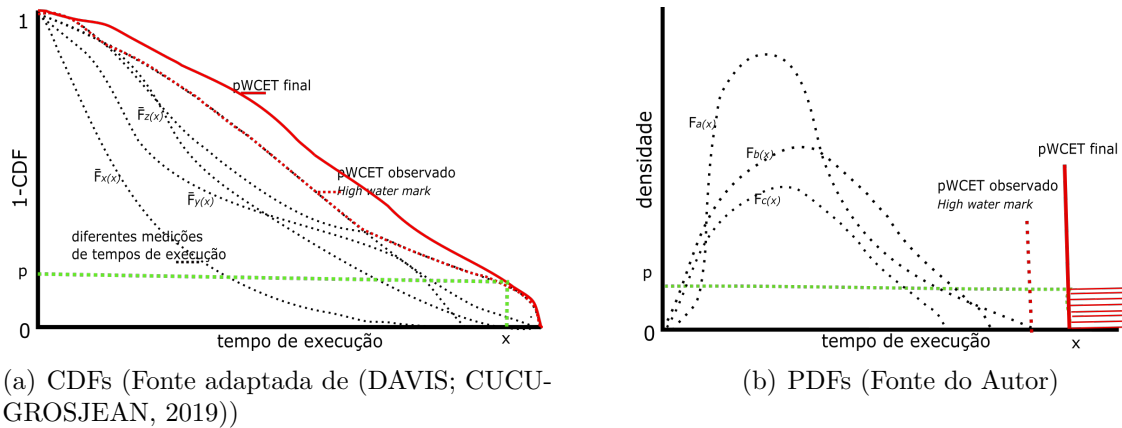 1
1-CDF
p
0
F̄z(x)
F̄x(x)
F̄y(x)
pWCET final
pWCET observado
High water mark
diferentes medições
de tempos de execução
tempo de execução
x
(a) CDFs (Fonte adaptada de (DAVIS; CUCU-
GROSJEAN, 2019))
densidade
p
0
Fa(x)
Fb(x)
Fc(x)
pWCET final
pWCET observado
High water mark
tempo de execução
x
(b) PDFs (Fonte do Autor)